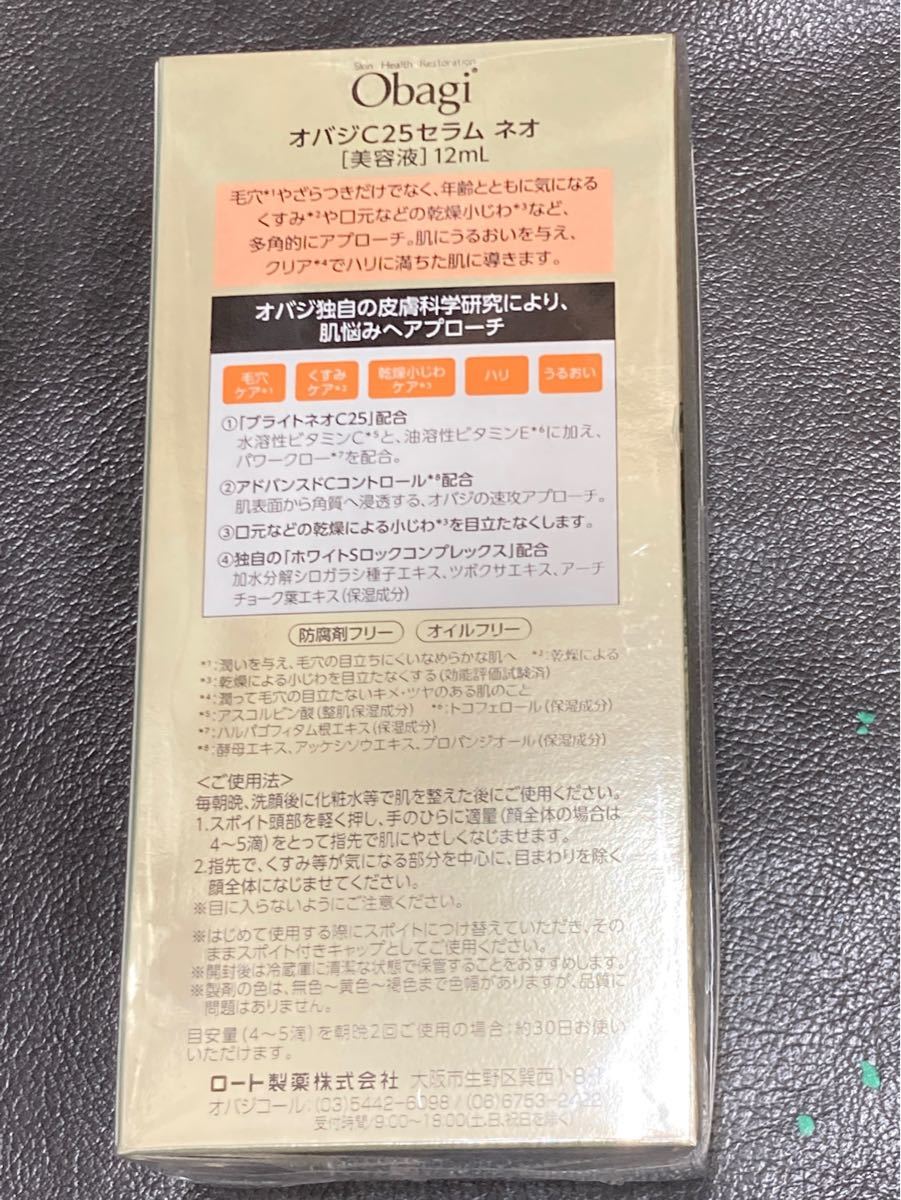 Skin Health Restoration
Obagi®
オバジC25セラム ネオ
[美容液] 12mL
毛穴*1やざらつきだけでなく、年齢とともに気になる
くすみ*2や口元などの乾燥小じわ*3など、
多角的にアプローチ。肌にうるおいを与え、
クリア*4でハリに満ちた肌に導きます。
オバジ独自の皮膚科学研究により、
肌悩みへアプローチ
毛穴ケア*1 くすみケア*2 乾燥小じわケア*3 ハリ うるおい
①「ブライトネオC25」配合
水溶性ビタミンC*5と、油溶性ビタミンE*6に加え、
パワークロー*7を配合。
②アドバンスドCコントロール*8配合
肌表面から角質へ浸透する、オバジの速攻アプローチ。
③口元などの乾燥による小じわ*3を目立たなくします。
④独自の「ホワイトSロックコンプレックス」配合
加水分解シロガラシ種子エキス、ツボクサエキス、アーチ
チョーク葉エキス(保湿成分)
防腐剤フリー オイルフリー
*1:潤いを与え、毛穴の目立ちにくいなめらかな肌へ *2:乾燥による
*3:乾燥による小じわを目立たなくする(効能評価試験済)
*4:潤って毛穴の目立たないキメ・ツヤのある肌のこと
*5:アスコルビン酸(整肌保湿成分) *6:トコフェロール(保湿成分)
*7:ハルパゴフィタム根エキス(保湿成分)
*8:酵母エキス、アッケシソウエキス、プロパンジオール(保湿成分)
<ご使用法>
毎朝晩、洗顔後に化粧水等で肌を整えた後にご使用ください。
1.スポイト頭部を軽く押し、手のひらに適量(顔全体の場合は
4～5滴)をとって指先で肌にやさしくなじませます。
2.指先で、くすみ等が気になる部分を中心に、目まわりを除く
顔全体になじませてください。
※目に入らないようにご注意ください。
※はじめて使用する際にスポイトにつけ替えていただき、その
ままスポイト付きキャップとしてご使用ください。
※開封後は冷蔵庫に清潔な状態で保管することをおすすめします。
※製剤の色は、無色～黄色～褐色まで色幅がありますが、品質に
問題はありません。
目安量(4～5滴)を朝晩2回ご使用の場合:約30日お使い
いただけます。
ロート製薬株式会社 大阪市生野区巽西1-8-1
オバジコール:(03)5442-6098/(06)6753-2422
受付時間/9:00～18:00(土、日、祝日を除く)